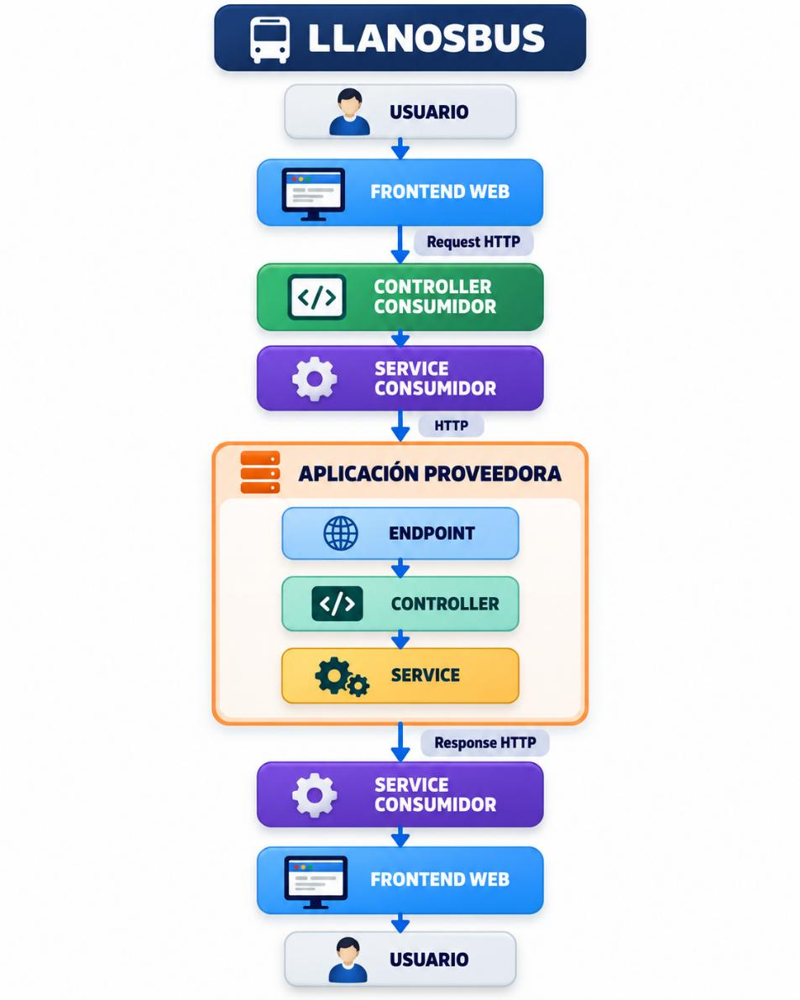 LLANOSBUS
USUARIO
FRONTEND WEB
Request HTTP
CONTROLLER
CONSUMIDOR
SERVICE
CONSUMIDOR
HTTP
APLICACIÓN PROVEEDORA
ENDPOINT
CONTROLLER
SERVICE
Response HTTP
SERVICE
CONSUMIDOR
FRONTEND WEB
USUARIO